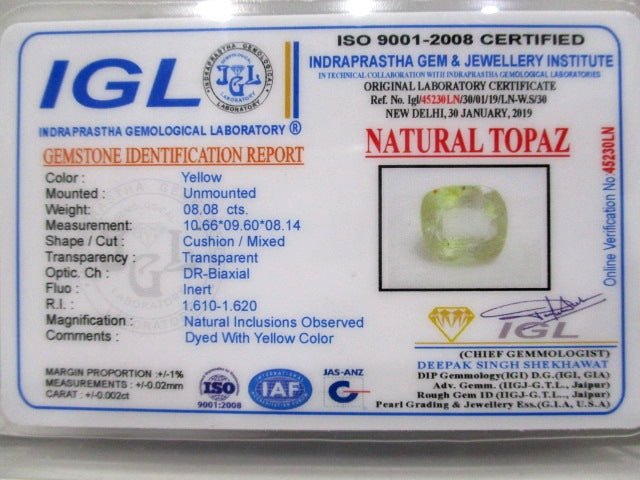 IGL
INDRAPRASTHA GEMOLOGICAL LABORATORY
IGL
LABORATORY
INDRAPRASTHA GEMOLOGICAL LABORATORY ®
GEMSTONE IDENTIFICATION REPORT
Color : Yellow
Mounted : Unmounted
Weight: 08.08 cts.
Measurement: 10.66*09.60*08.14
Shape / Cut : Cushion / Mixed
Transparency : Transparent
Optic. Ch : DR-Biaxial
Fluo : Inert
R.I. : 1.610-1.620
Magnification : Natural Inclusions Observed
Comments : Dyed With Yellow Color
MARGIN PROPORTION :+/-1%
MEASUREMENTS : +/-0.02mm
CARAT : +/-0.002ct
ISO
9001:2008
IAF
JAS-ANZ
ISO 9001-2008 CERTIFIED
INDRAPRASTHA GEM & JEWELLERY INSTITUTE
IN TECHNICAL COLLABORATION WITH INDRAPRASTHA GEMOLOGICAL LABORATORIES
ORIGINAL LABORATORY CERTIFICATE
Ref. No. Igl/45230LN/30/01/19/LN-W.S/30
NEW DELHI, 30 JANUARY, 2019
NATURAL TOPAZ
Online Verification No. 45230LN
IGL
(CHIEF GEMMOLOGIST)
DEEPAK SINGH SHEKHAWAT
DIP Gemmology(IGI) D.G.(IGL GIA)
Adv. Gemm. (IIGJ-G.T.L., Jaipur)
Rough Gem ID (IIGJ-G.T.L., Jaipur)
Pearl Grading & Jewellery Ess.(G.I.A, U.S.A)